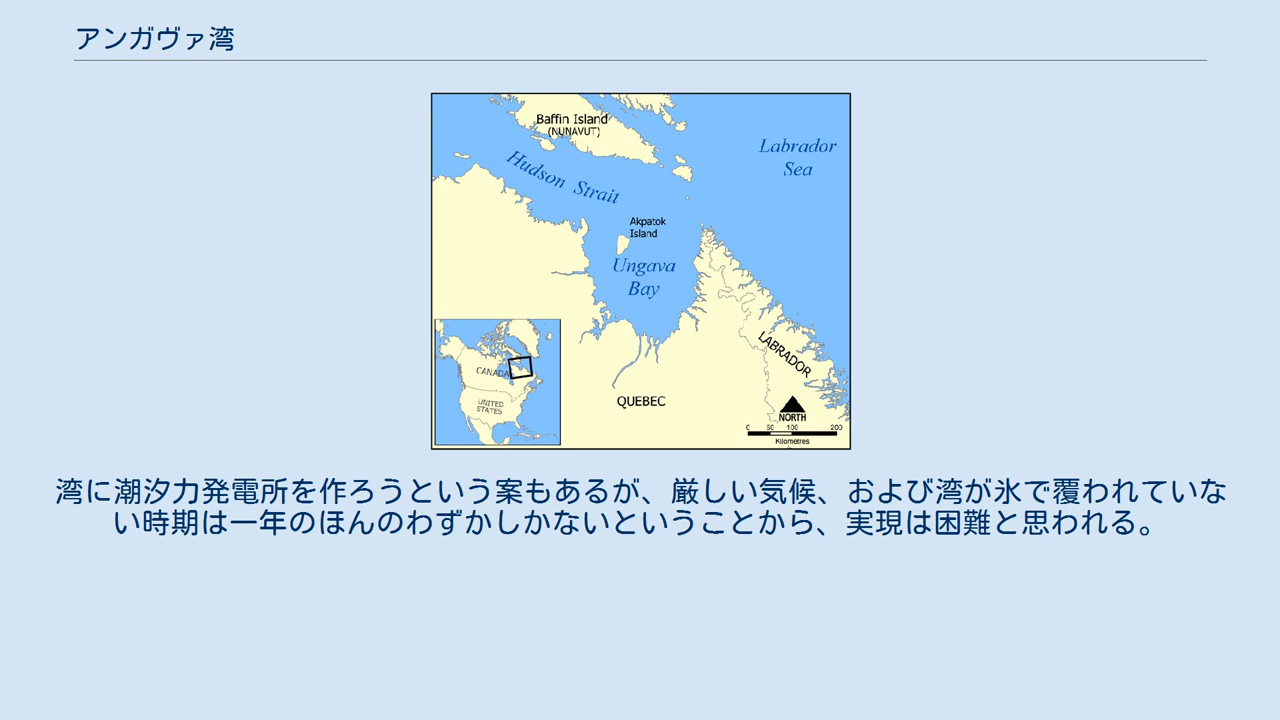 アンガヴァ湾
Baffin Island
(NUNAVUT)
Labrador
Sea
Hudson Strait
Akpatok
Island
Ungava
Bay
LABRADOR
CANADA
UNITED
STATES
QUEBEC
NORTH
0 50 100 200
Kilometres
湾に潮汐力発電所を作ろうという案もあるが、厳しい気候、および湾が氷で覆われていな
い時期は一年のほんのわずかしかないということから、実現は困難と思われる。